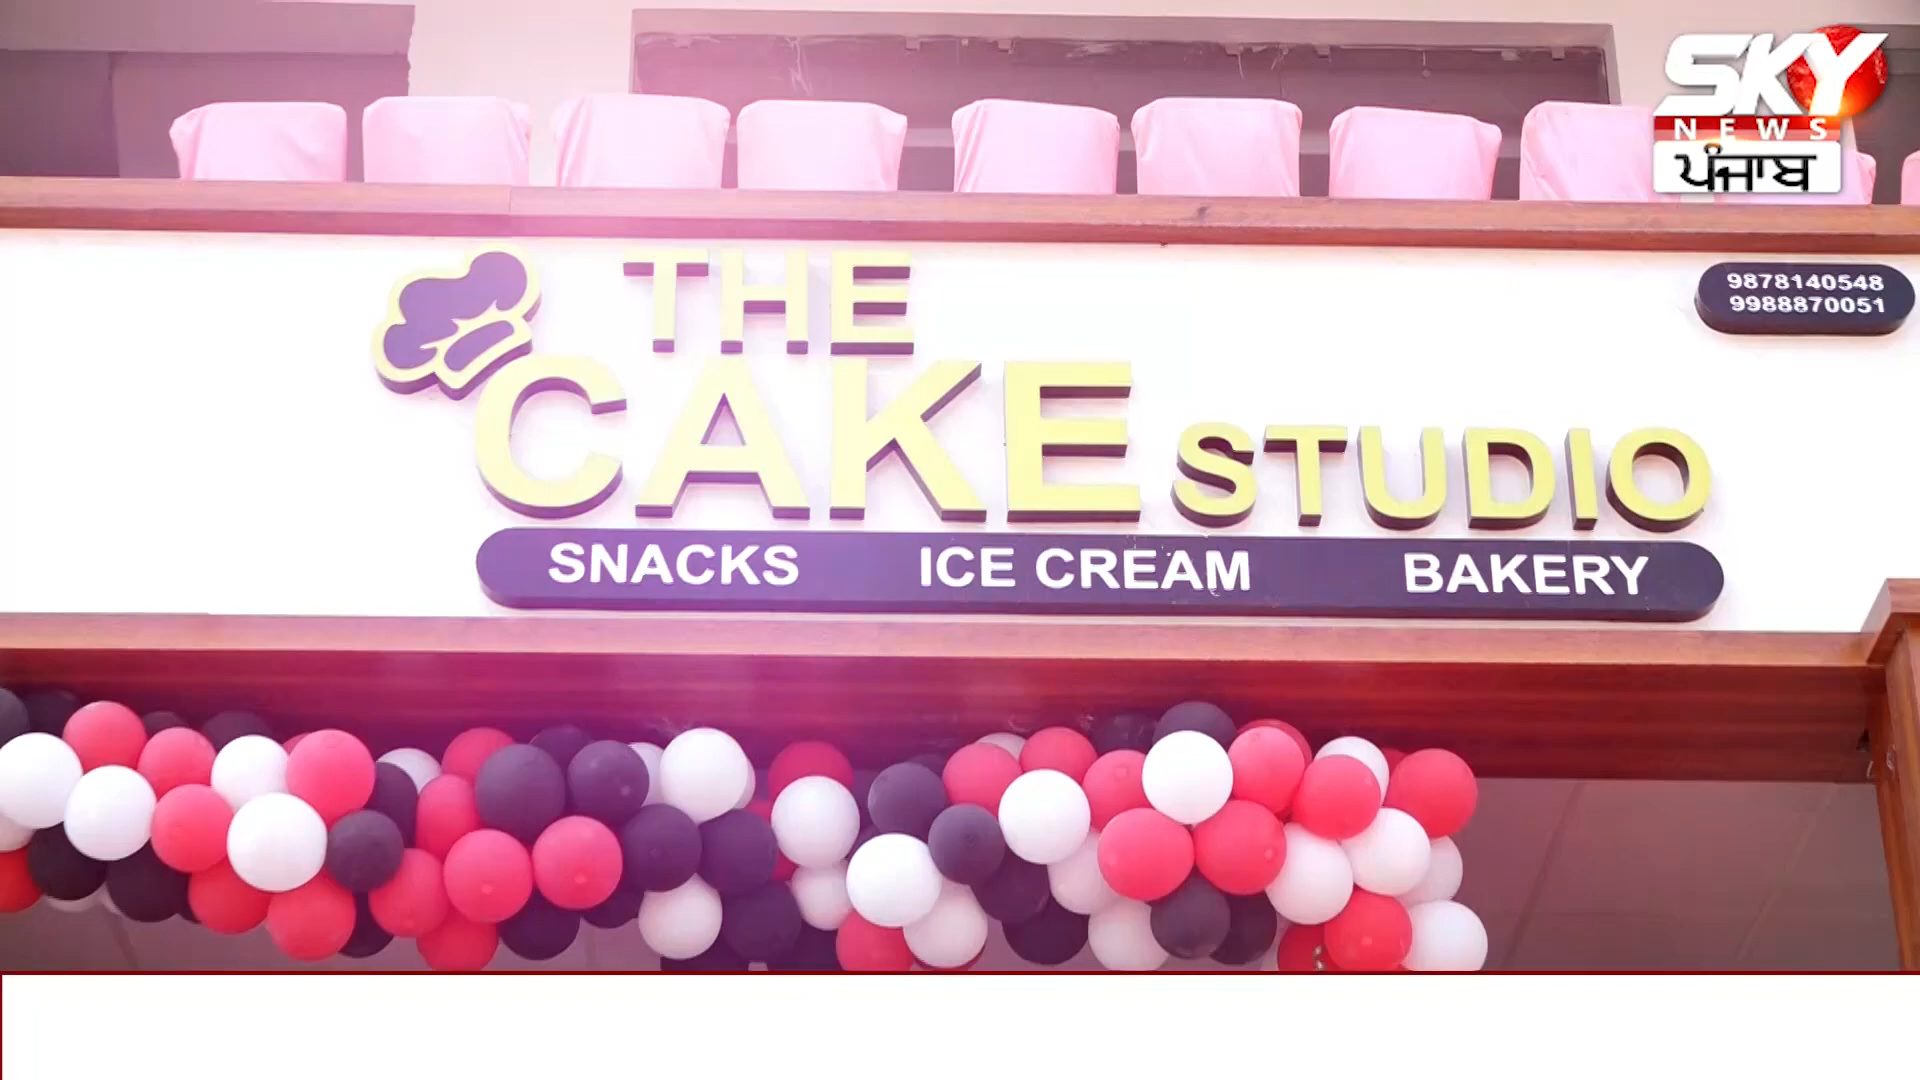 SKY
NEWS
ਪੰਜਾਬ
9878140548
9988870051
THE
CAKE STUDIO
SNACKS ICE CREAM BAKERY